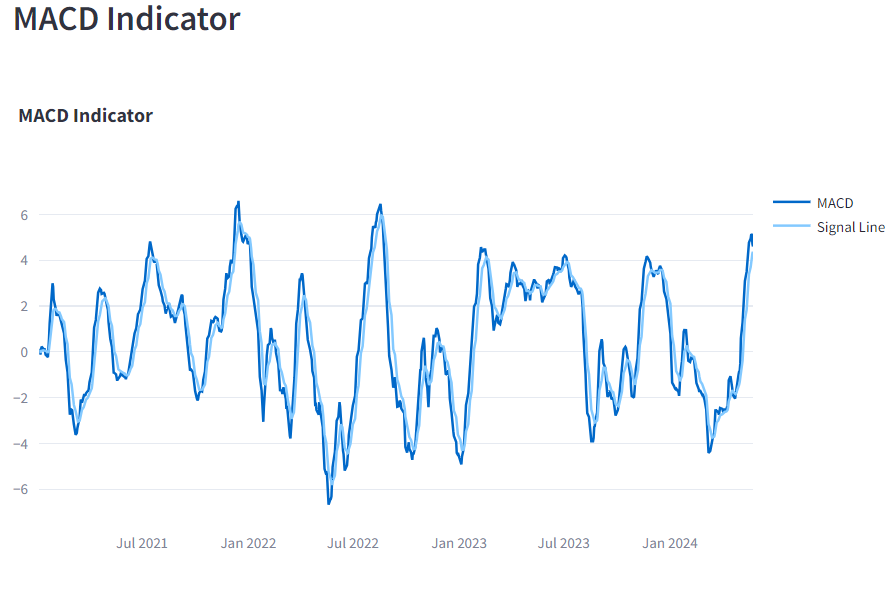 MACD Indicator
MACD Indicator
MACD
Signal Line
6
4
2
0
−2
−4
−6
Jul 2021
Jan 2022
Jul 2022
Jan 2023
Jul 2023
Jan 2024